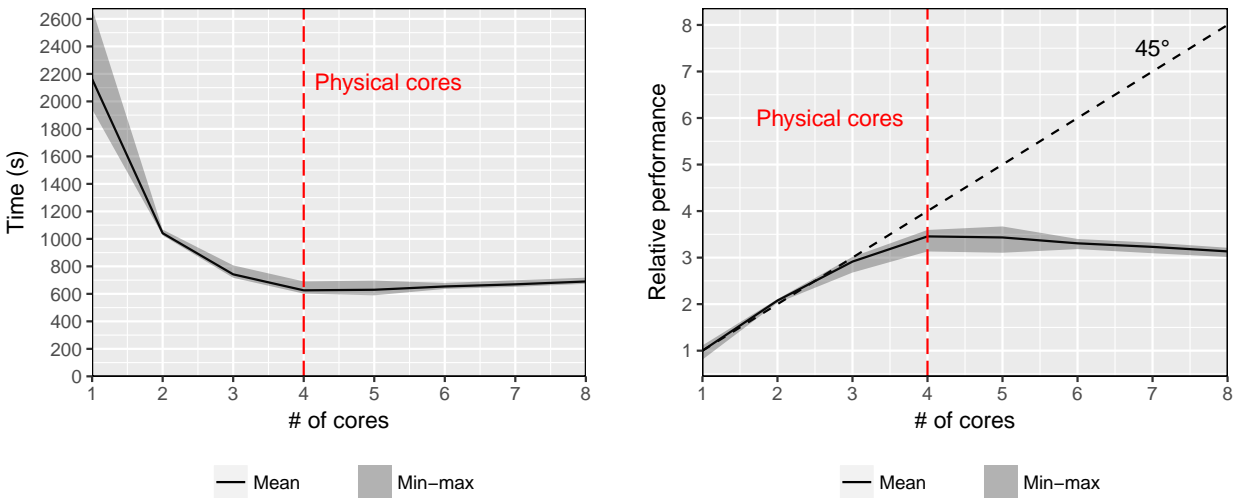 2600
2400
2200
2000
1800
1600
1400
1200
1000
800
600
400
200
0
Time (s)
Physical cores
1 2 3 4 5 6 7 8
# of cores
Mean Min−max
8
7
6
5
4
3
2
1
Relative performance
45°
Physical cores
1 2 3 4 5 6 7 8
# of cores
Mean Min−max